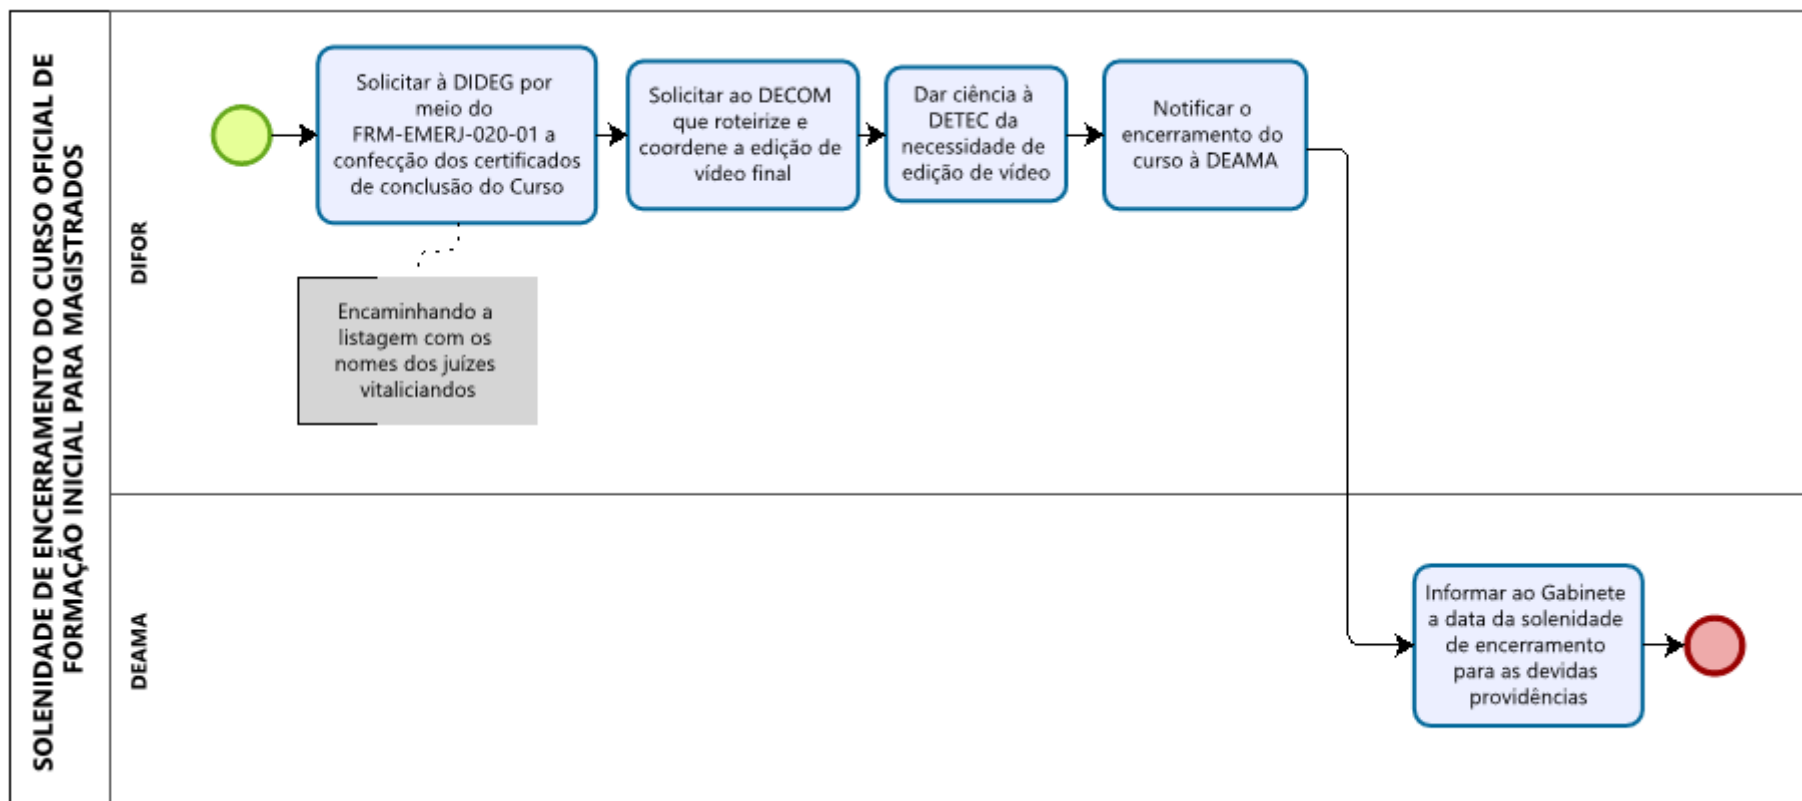 SOLENIDADE DE ENCERRAMENTO DO CURSO OFICIAL DE
FORMAÇÃO INICIAL PARA MAGISTRADOS
DIFOR
Solicitar à DIDEG por
meio do
FRM-EMERJ-020-01 a
confecção dos certificados
de conclusão do Curso
Solicitar ao DECOM
que roteirize e
coordene a edição de
vídeo final
Dar ciência à
DETEC da
necessidade de
edição de vídeo
Notificar o
encerramento do
curso à DEAMA
Encaminhando a
listagem com os
nomes dos juízes
vitaliciandos
DEAMA
Informar ao Gabinete
a data da solenidade
de encerramento
para as devidas
providências